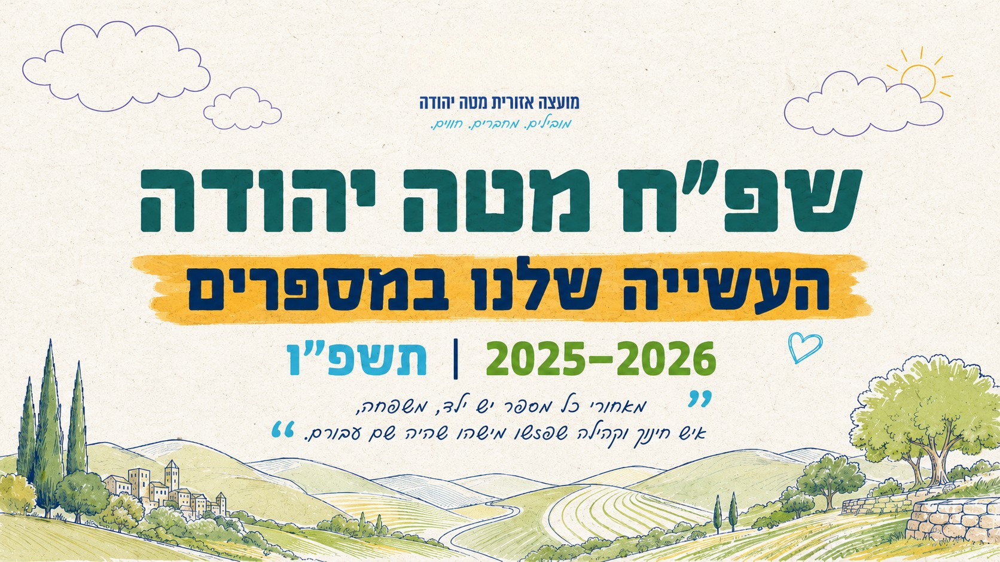 מועצה אזורית מטה יהודה
מובילים. מחברים. חווים.
שפ״ח מטה יהודה
העשייה שלנו במספרים
2025–2026 | תשפ״ו
”מאחורי כל מספר יש ילד, משפחה,
איש חינוך וקהילה שפגשו מישהו שהיה שם עבורם.“